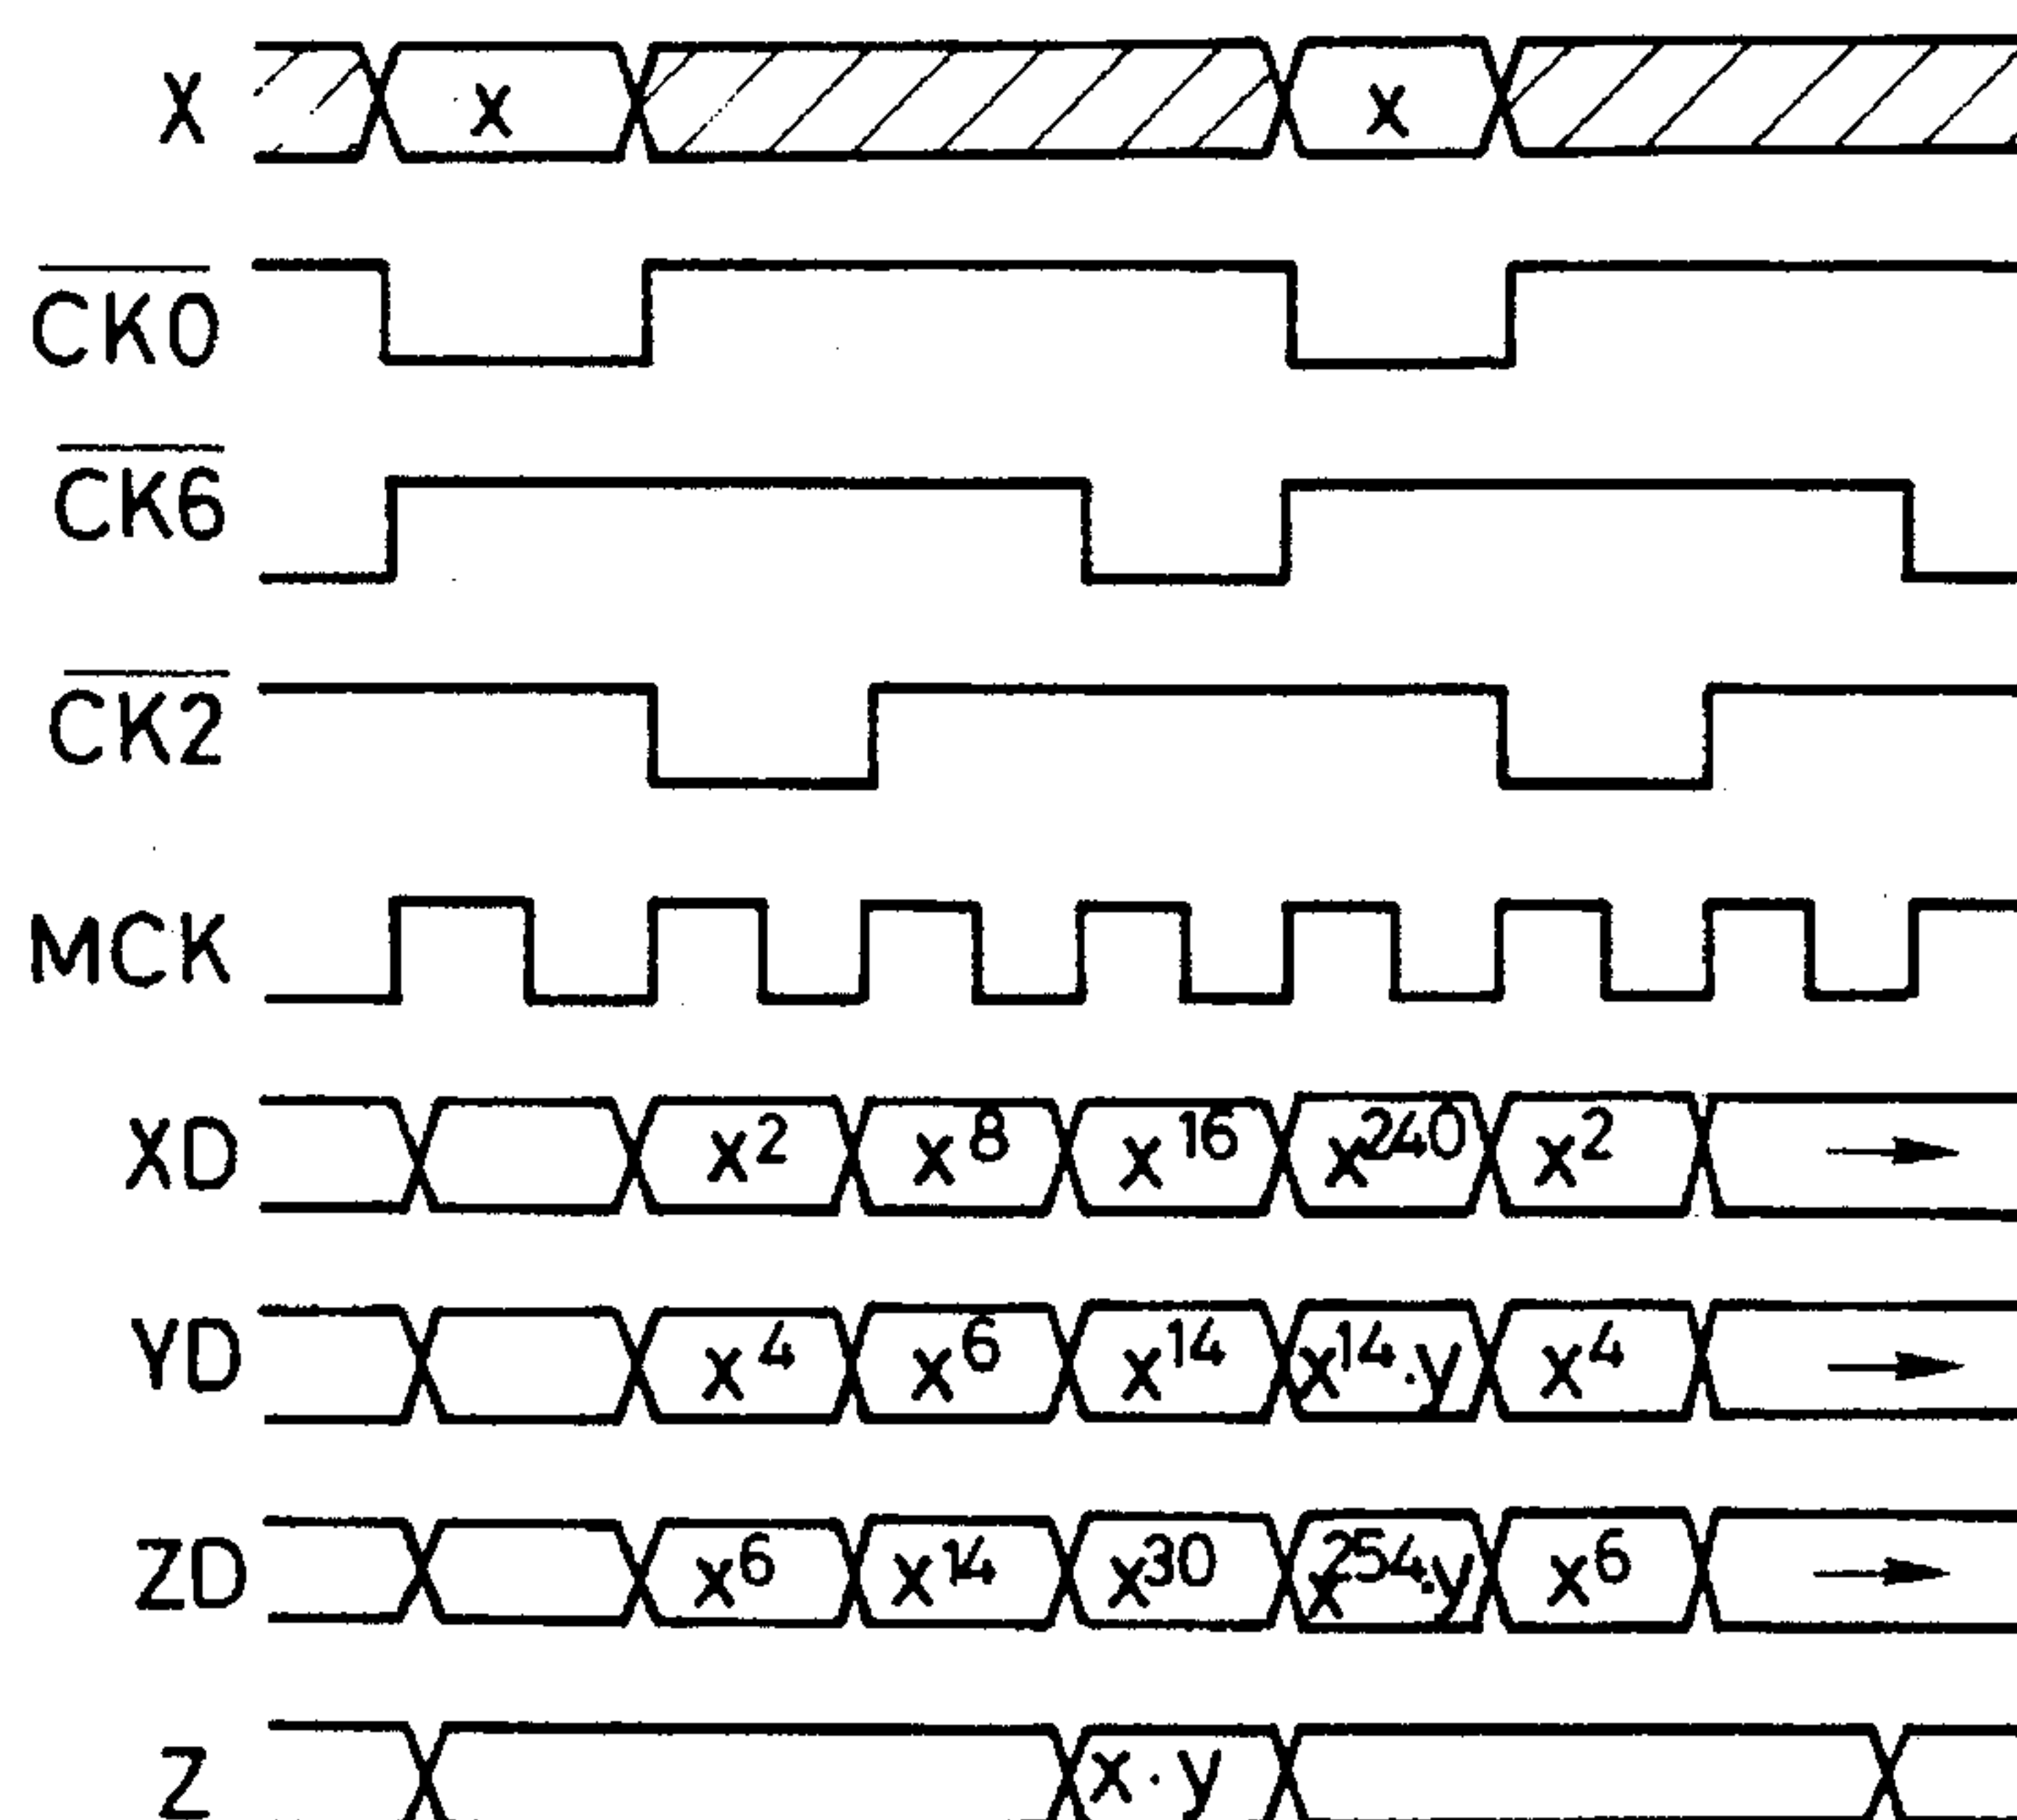 X x x
CK0
CK6
CK2
MCK
XD x² x⁸ x¹⁶ x²⁴⁰ x²
YD x⁴ x⁶ x¹⁴ x¹⁴·y x⁴
ZD x⁶ x¹⁴ x³⁰ x²⁵⁴·y x⁶
Z x·y